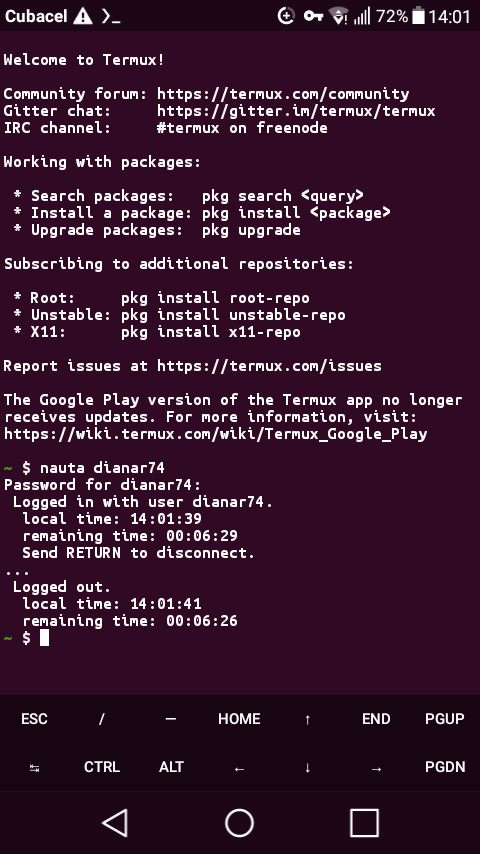 Cubacel 72% 14:01
Welcome to Termux!
Community forum: https://termux.com/community
Gitter chat:     https://gitter.im/termux/termux
IRC channel:     #termux on freenode
Working with packages:
 * Search packages:   pkg search <query>
 * Install a package: pkg install <package>
 * Upgrade packages:  pkg upgrade
Subscribing to additional repositories:
 * Root:     pkg install root-repo
 * Unstable: pkg install unstable-repo
 * X11:      pkg install x11-repo
Report issues at https://termux.com/issues
The Google Play version of the Termux app no longer
receives updates. For more information, visit:
https://wiki.termux.com/wiki/Termux_Google_Play
~ $ nauta dianar74
Password for dianar74:
 Logged in with user dianar74.
  local time: 14:01:39
  remaining time: 00:06:29
  Send RETURN to disconnect.
...
 Logged out.
  local time: 14:01:41
  remaining time: 00:06:26
~ $
ESC / — HOME ↑ END PGUP
↹ CTRL ALT ← ↓ → PGDN